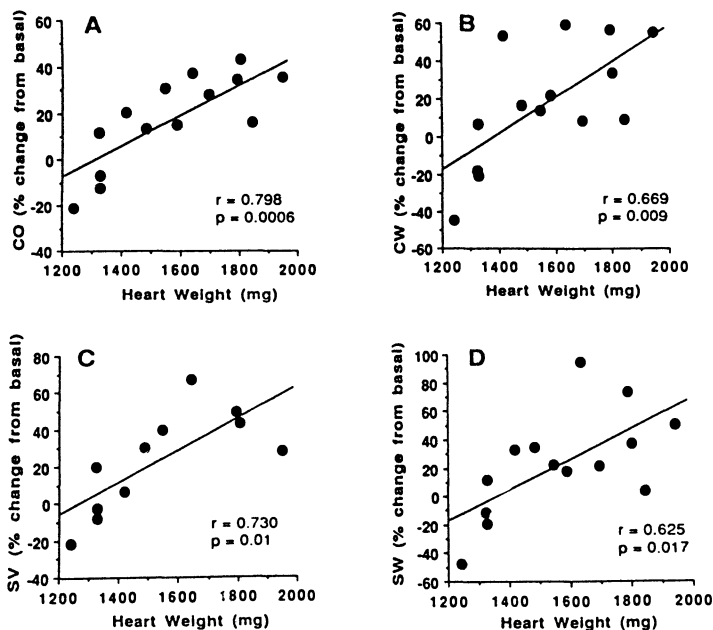 A
CO (% change from basal)
60
40
20
0
-20
-40
r = 0.798
p = 0.0006
1200 1400 1600 1800 2000
Heart Weight (mg)
B
CW (% change from basal)
60
40
20
0
-20
-40
-60
r = 0.669
p = 0.009
1200 1400 1600 1800 2000
Heart Weight (mg)
C
SV (% change from basal)
80
60
40
20
0
-20
-40
r = 0.730
p = 0.01
1200 1400 1600 1800 2000
Heart Weight (mg)
D
SW (% change from basal)
100
80
60
40
20
0
-20
-40
-60
r = 0.625
p = 0.017
1200 1400 1600 1800 2000
Heart Weight (mg)